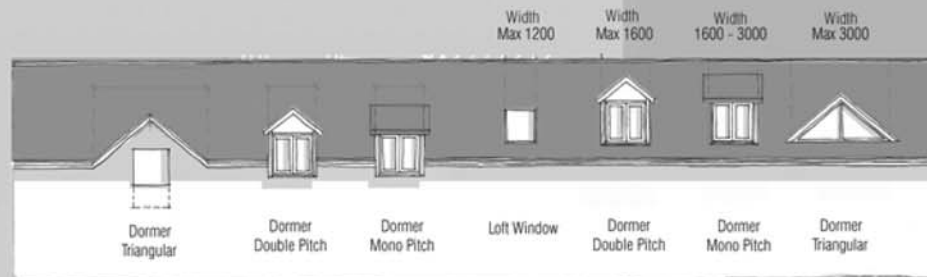 Width
Max 1200
Width
Max 1600
Width
1600 - 3000
Width
Max 3000
Dormer
Triangular
Dormer
Double Pitch
Dormer
Mono Pitch
Loft Window
Dormer
Double Pitch
Dormer
Mono Pitch
Dormer
Triangular